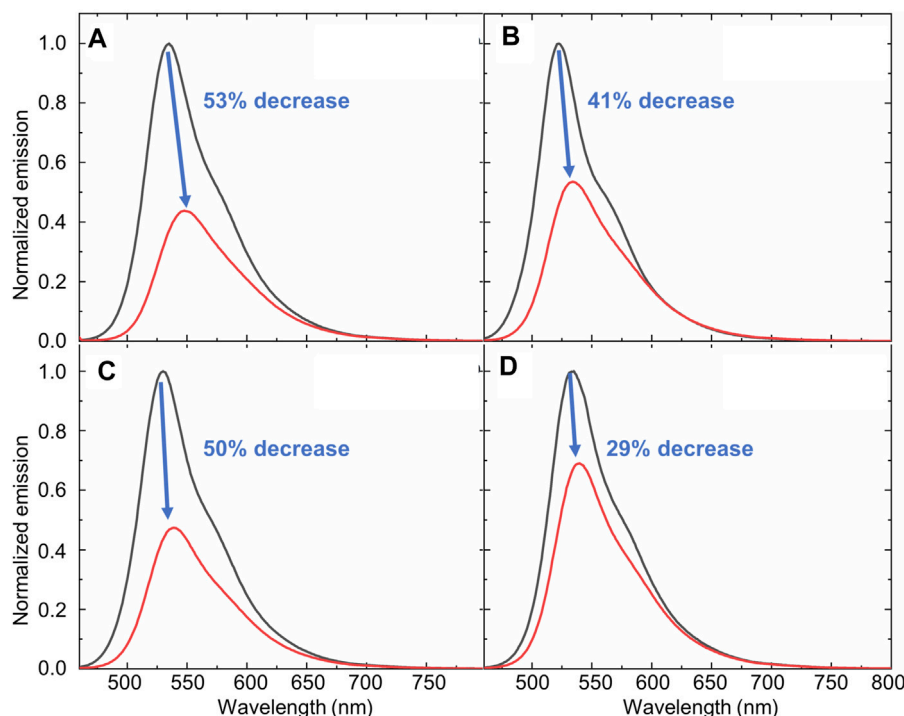 A
B
53% decrease
41% decrease
Normalized emission
1.0
0.8
0.6
0.4
0.2
0.0
C
D
50% decrease
29% decrease
Normalized emission
1.0
0.8
0.6
0.4
0.2
0.0
500 550 600 650 700 750
500 550 600 650 700 750 800
Wavelength (nm)
Wavelength (nm)